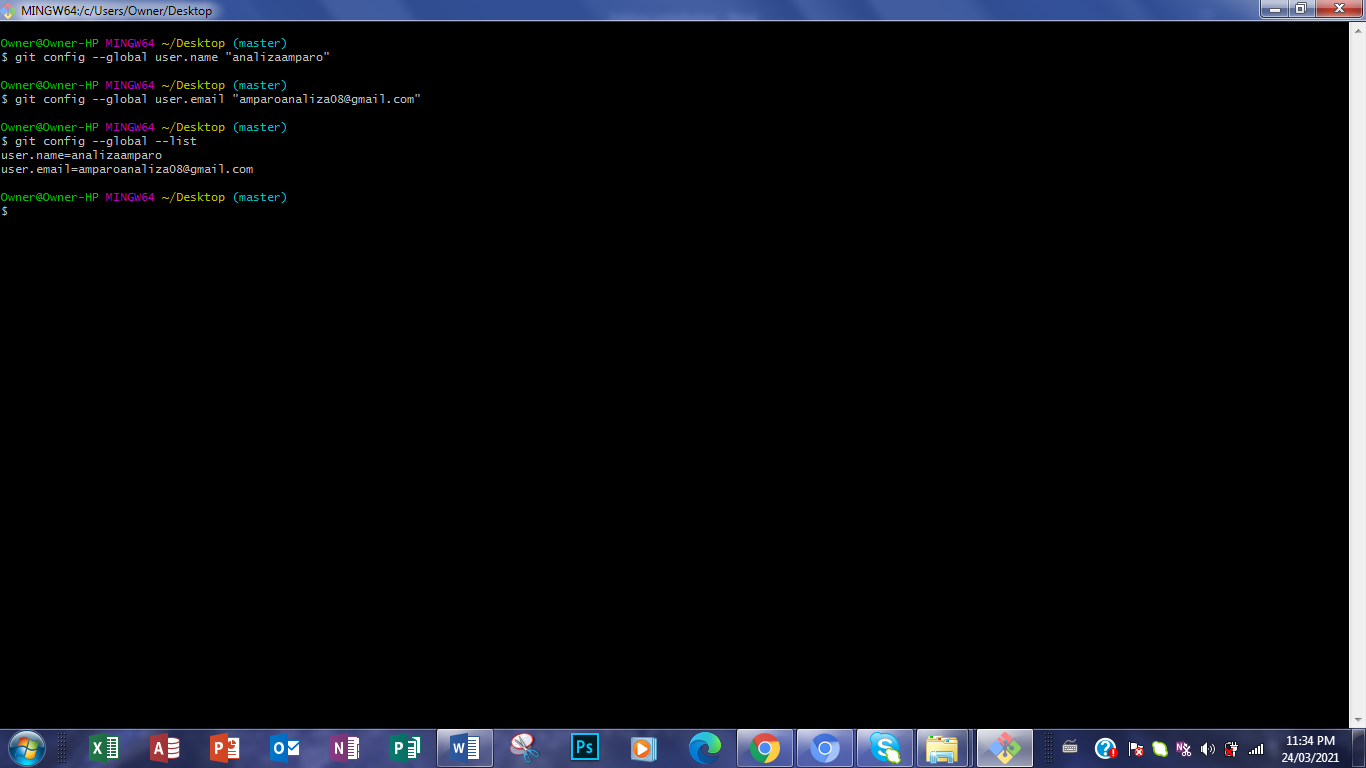 MINGW64:/c/Users/Owner/Desktop
Owner@Owner-HP MINGW64 ~/Desktop (master)
$ git config --global user.name "analizaamparo"
Owner@Owner-HP MINGW64 ~/Desktop (master)
$ git config --global user.email "amparoanaliza08@gmail.com"
Owner@Owner-HP MINGW64 ~/Desktop (master)
$ git config --global --list
user.name=analizaamparo
user.email=amparoanaliza08@gmail.com
Owner@Owner-HP MINGW64 ~/Desktop (master)
$
11:34 PM
24/03/2021